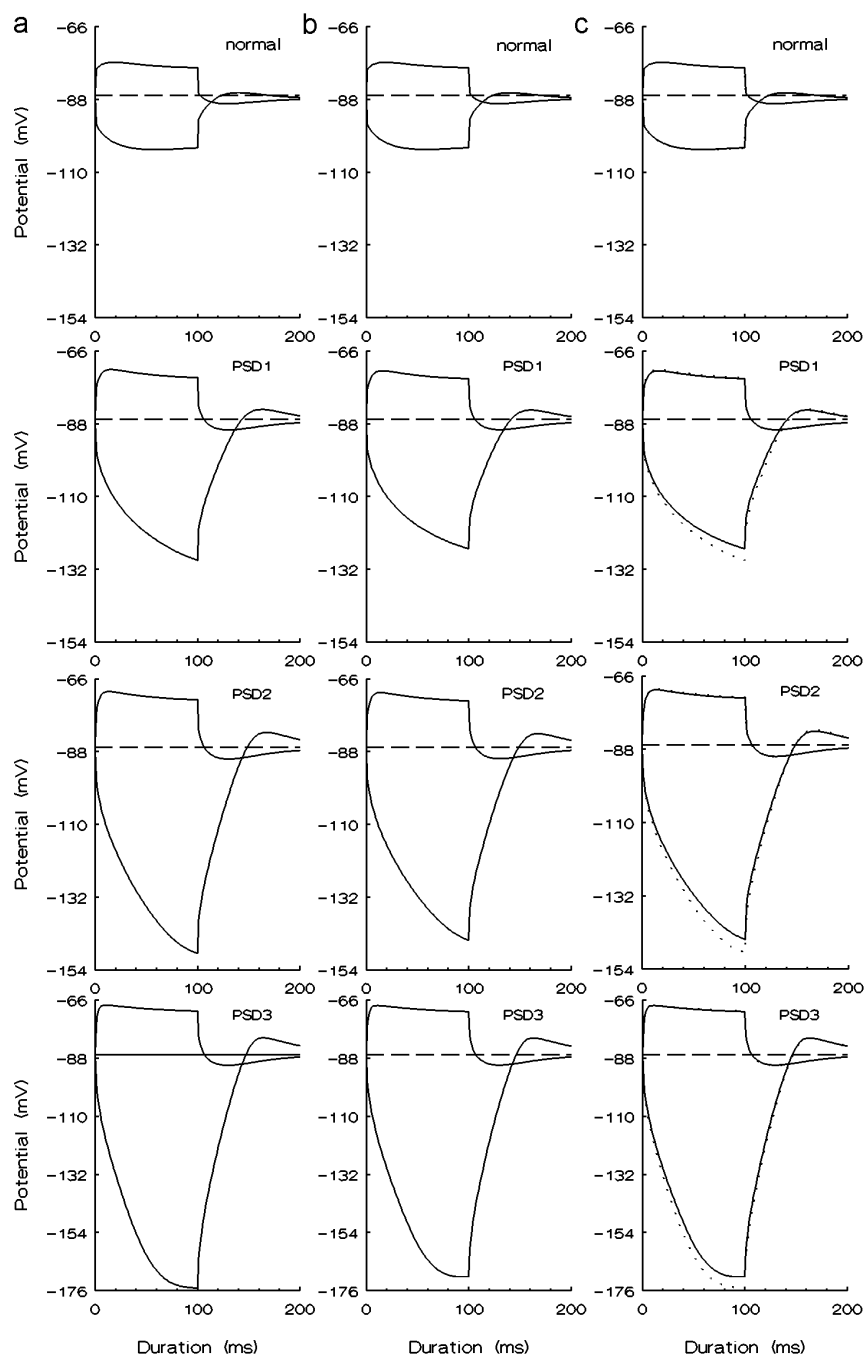 a b c
−66 normal −66 normal −66 normal
−88 −88 −88
−110 −110 −110
−132 −132 −132
−154 −154 −154
Potential (mV)
0 100 200 0 100 200 0 100 200
−66 PSD1 −66 PSD1 −66 PSD1
−88 −88 −88
−110 −110 −110
−132 −132 −132
−154 −154 −154
Potential (mV)
0 100 200 0 100 200 0 100 200
−66 PSD2 −66 PSD2 −66 PSD2
−88 −88 −88
−110 −110 −110
−132 −132 −132
−154 −154 −154
Potential (mV)
0 100 200 0 100 200 0 100 200
−66 PSD3 −66 PSD3 −66 PSD3
−88 −88 −88
−110 −110 −110
−132 −132 −132
−154 −154 −154
−176 −176 −176
Potential (mV)
0 100 200 0 100 200 0 100 200
Duration (ms) Duration (ms) Duration (ms)